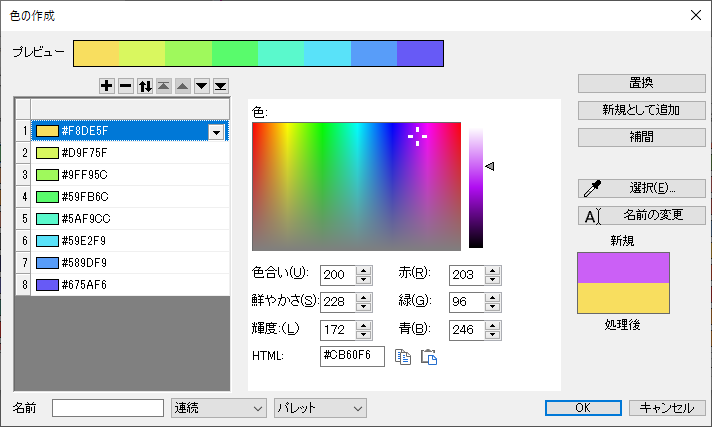 色の作成
プレビュー
置換
新規として追加
補間
1 #F8DE5F
2 #D9F75F
3 #9FF95C
4 #59FB6C
5 #5AF9CC
6 #59E2F9
7 #589DF9
8 #675AF6
色:
選択(E)...
名前の変更
新規
処理後
色合い(U): 200 赤(R): 203
鮮やかさ(S): 228 緑(G): 96
輝度:(L) 172 青(B): 246
HTML: #CB60F6
名前 連続 パレット OK キャンセル